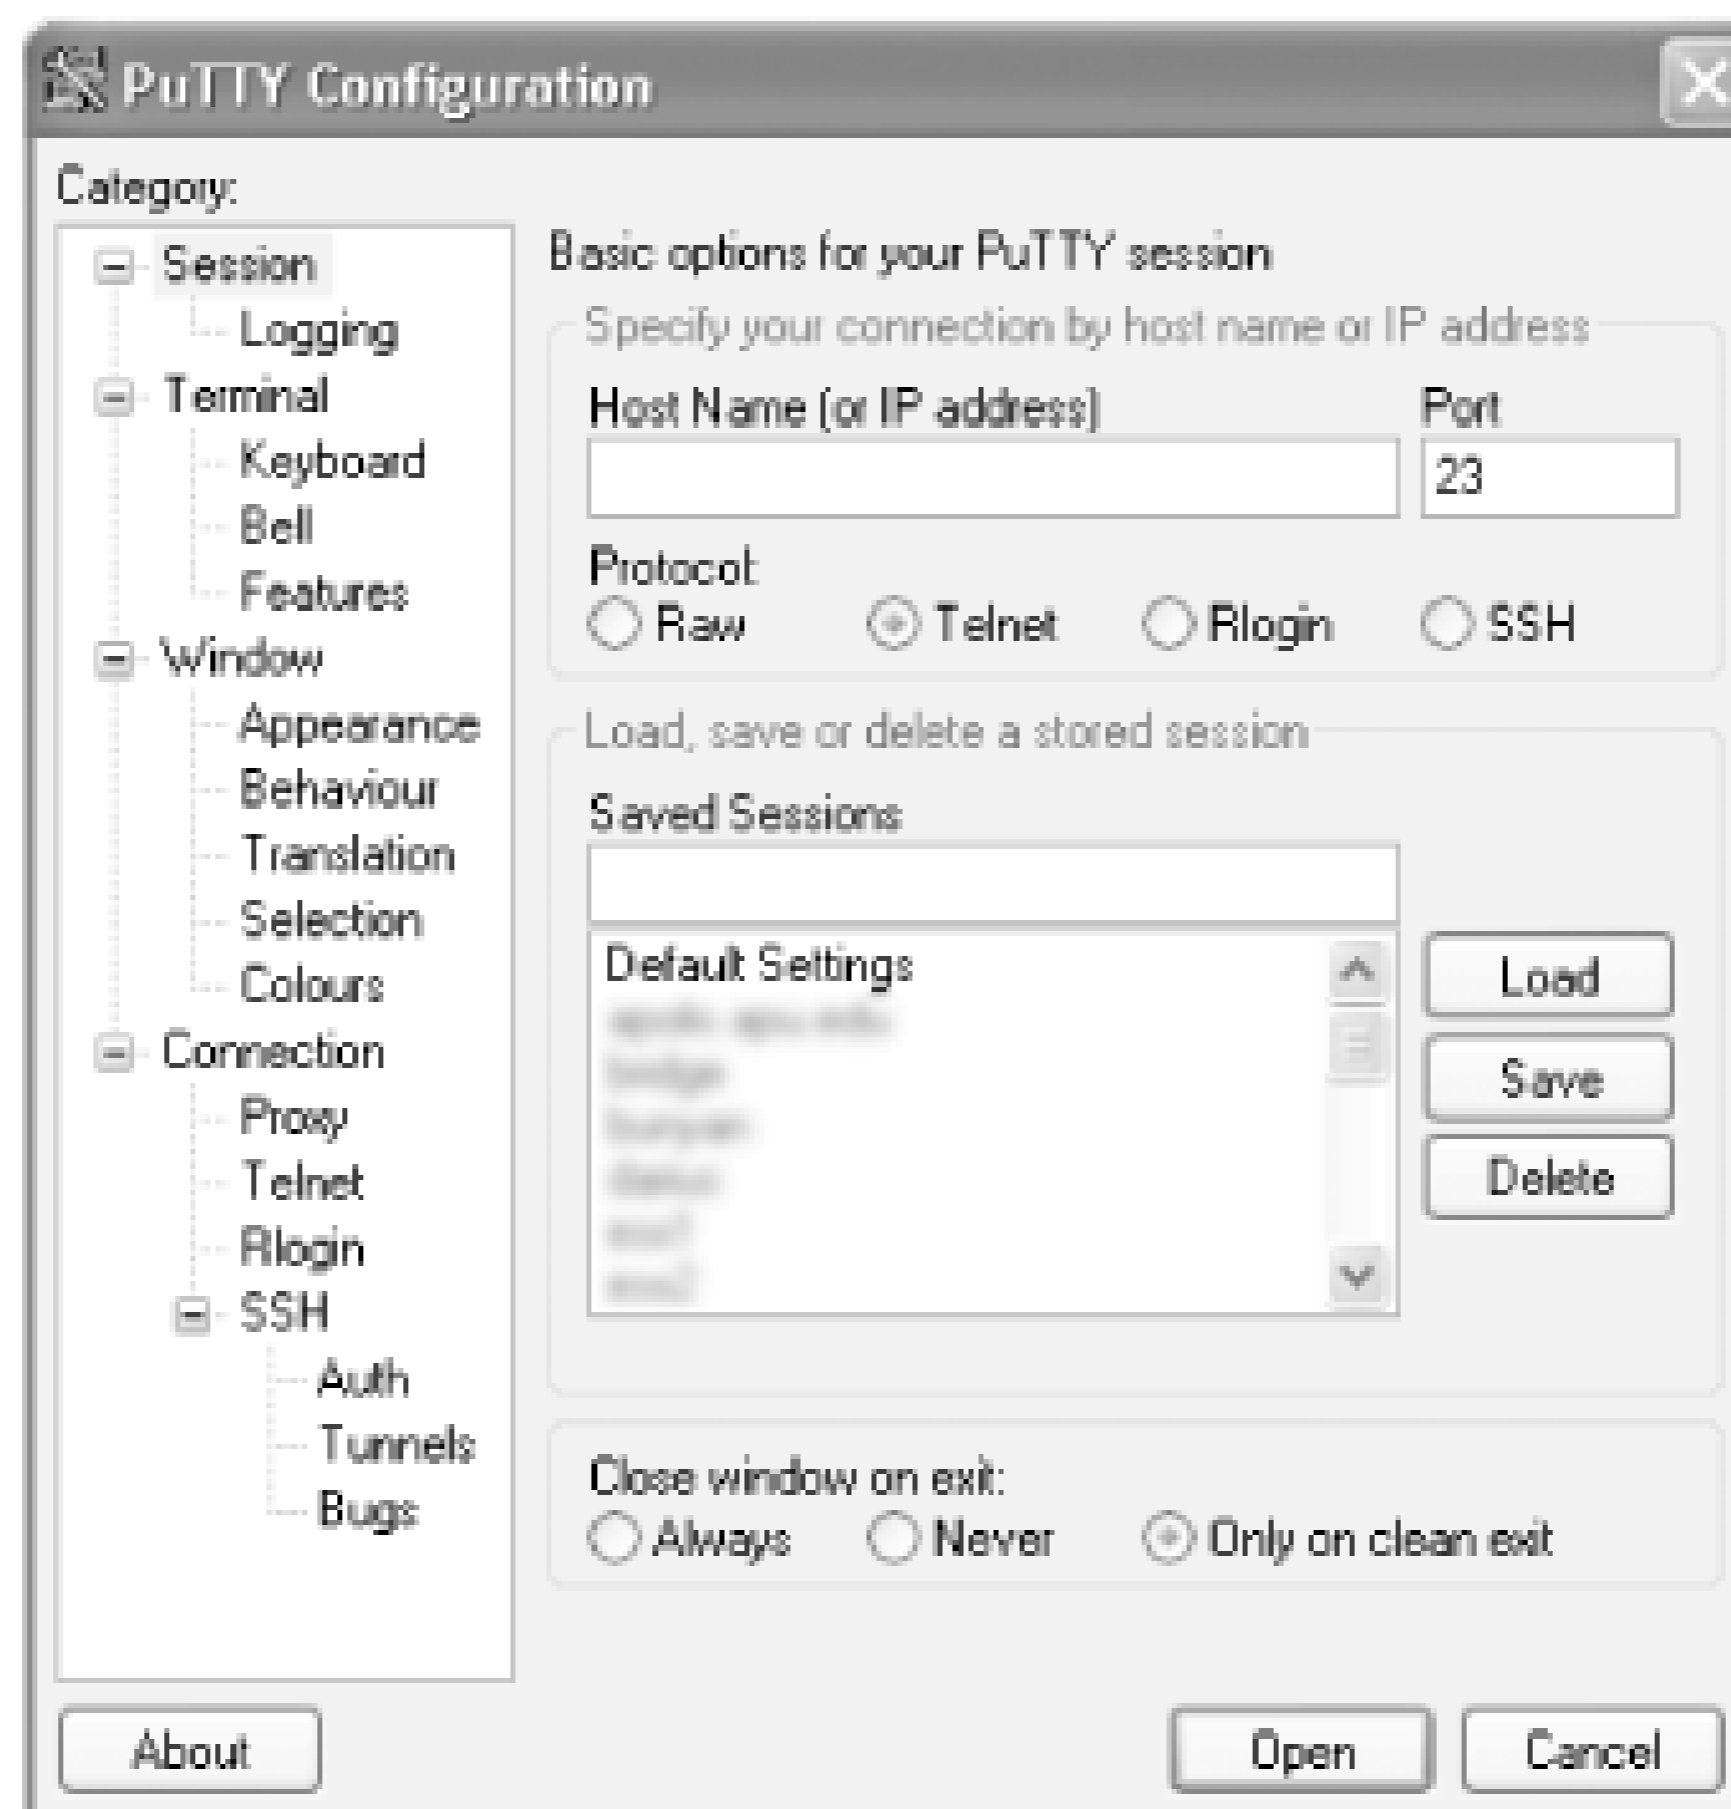 PuTTY Configuration
Category:
Session
Logging
Terminal
Keyboard
Bell
Features
Window
Appearance
Behaviour
Translation
Selection
Colours
Connection
Proxy
Telnet
Rlogin
SSH
Auth
Tunnels
Bugs
Basic options for your PuTTY session
Specify your connection by host name or IP address
Host Name (or IP address) Port
23
Protocol:
Raw Telnet Rlogin SSH
Load, save or delete a stored session
Saved Sessions
Default Settings
Load
Save
Delete
Close window on exit:
Always Never Only on clean exit
About Open Cancel